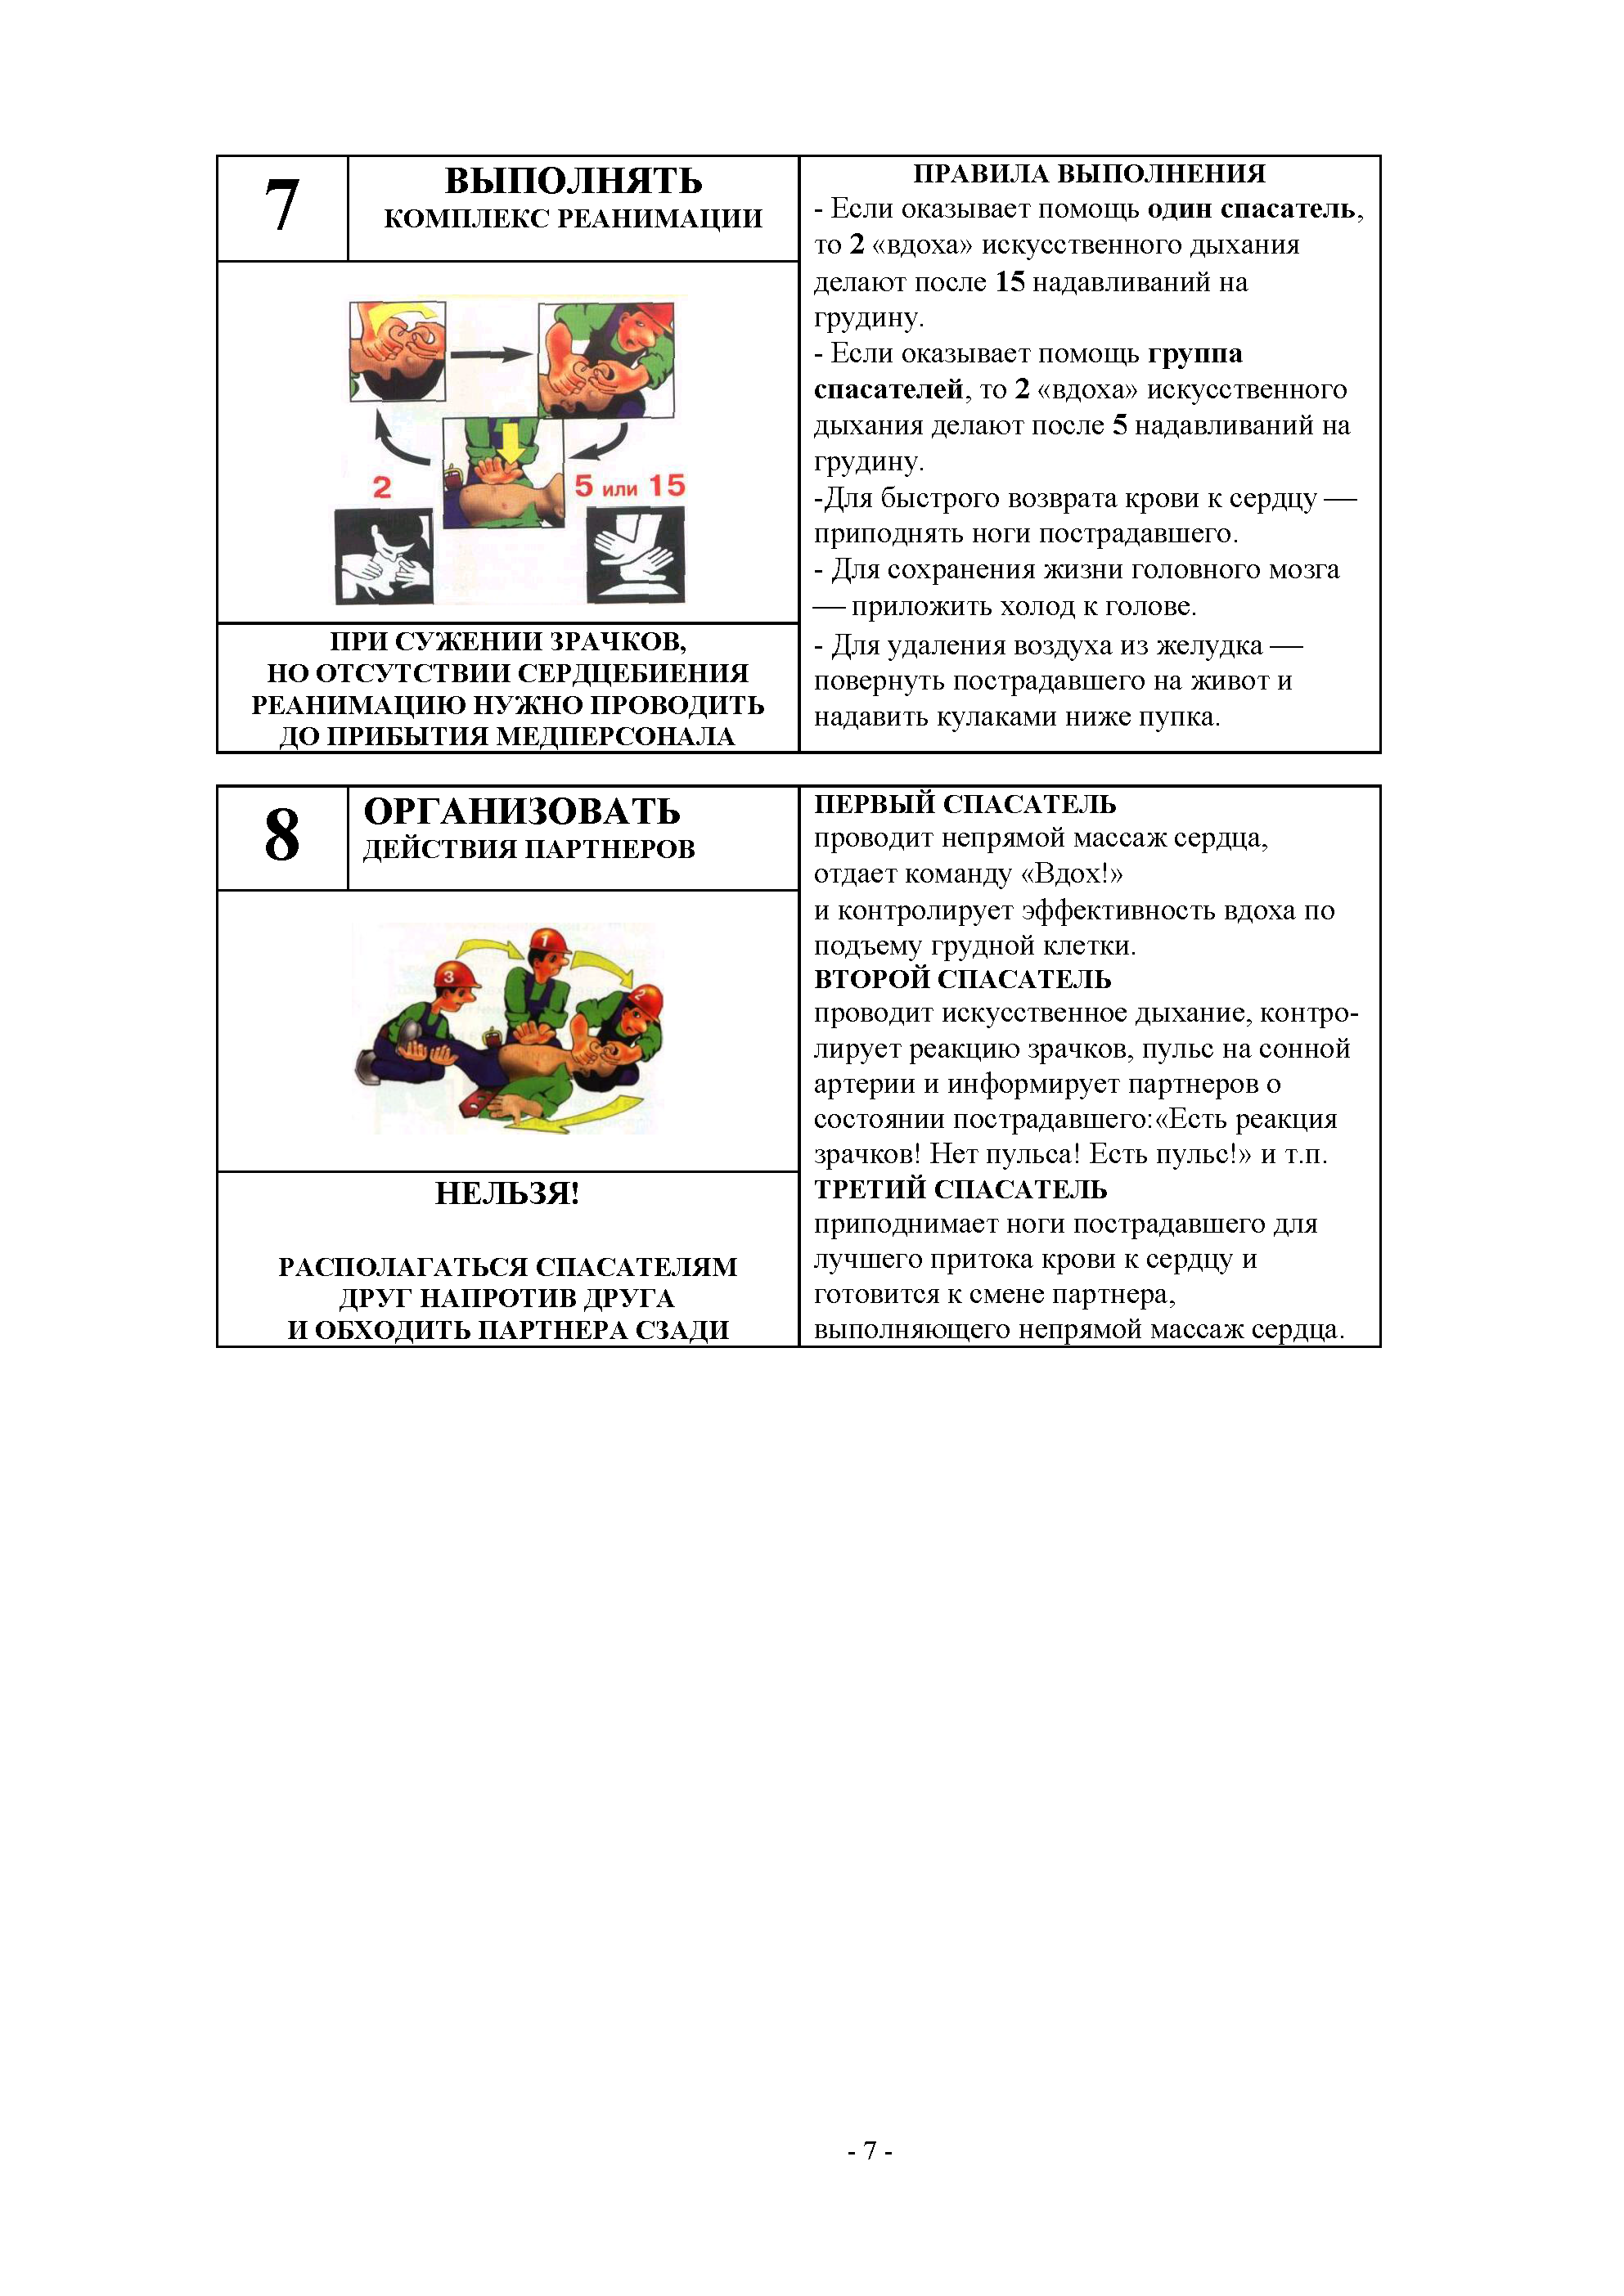 7
ВЫПОЛНЯТЬ
КОМПЛЕКС РЕАНИМАЦИИ
2
5 или 15
ПРИ СУЖЕНИИ ЗРАЧКОВ,
НО ОТСУТСТВИИ СЕРДЦЕБИЕНИЯ
РЕАНИМАЦИЮ НУЖНО ПРОВОДИТЬ
ДО ПРИБЫТИЯ МЕДПЕРСОНАЛА
ПРАВИЛА ВЫПОЛНЕНИЯ
- Если оказывает помощь один спасатель,
то 2 «вдоха» искусственного дыхания
делают после 15 надавливаний на
грудину.
- Если оказывает помощь группа
спасателей, то 2 «вдоха» искусственного
дыхания делают после 5 надавливаний на
грудину.
-Для быстрого возврата крови к сердцу —
приподнять ноги пострадавшего.
- Для сохранения жизни головного мозга
— приложить холод к голове.
- Для удаления воздуха из желудка —
повернуть пострадавшего на живот и
надавить кулаками ниже пупка.
8
ОРГАНИЗОВАТЬ
ДЕЙСТВИЯ ПАРТНЕРОВ
1
3
2
НЕЛЬЗЯ!
РАСПОЛАГАТЬСЯ СПАСАТЕЛЯМ
ДРУГ НАПРОТИВ ДРУГА
И ОБХОДИТЬ ПАРТНЕРА СЗАДИ
ПЕРВЫЙ СПАСАТЕЛЬ
проводит непрямой массаж сердца,
отдает команду «Вдох!»
и контролирует эффективность вдоха по
подъему грудной клетки.
ВТОРОЙ СПАСАТЕЛЬ
проводит искусственное дыхание, контро-
лирует реакцию зрачков, пульс на сонной
артерии и информирует партнеров о
состоянии пострадавшего:«Есть реакция
зрачков! Нет пульса! Есть пульс!» и т.п.
ТРЕТИЙ СПАСАТЕЛЬ
приподнимает ноги пострадавшего для
лучшего притока крови к сердцу и
готовится к смене партнера,
выполняющего непрямой массаж сердца.
- 7 -